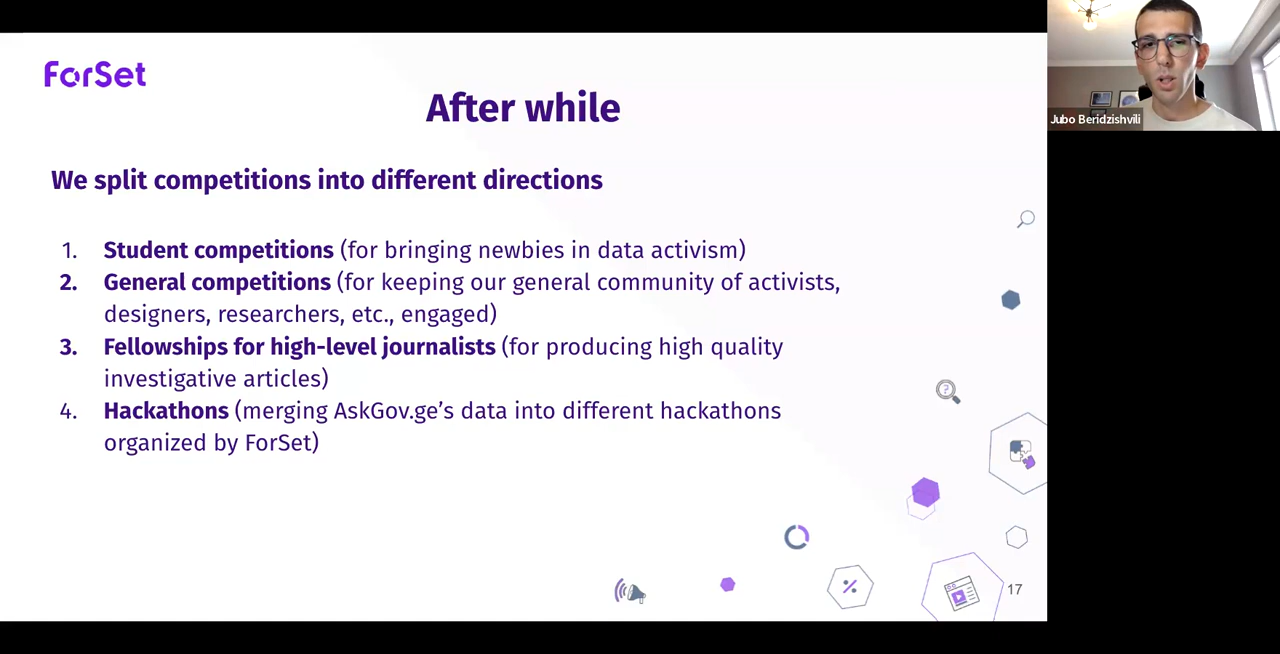 ForSet
After while
We split competitions into different directions
1. Student competitions (for bringing newbies in data activism)
2. General competitions (for keeping our general community of activists,
designers, researchers, etc., engaged)
3. Fellowships for high-level journalists (for producing high quality
investigative articles)
4. Hackathons (merging AskGov.ge’s data into different hackathons
organized by ForSet)
?
%
17
Jubo Beridzishvili